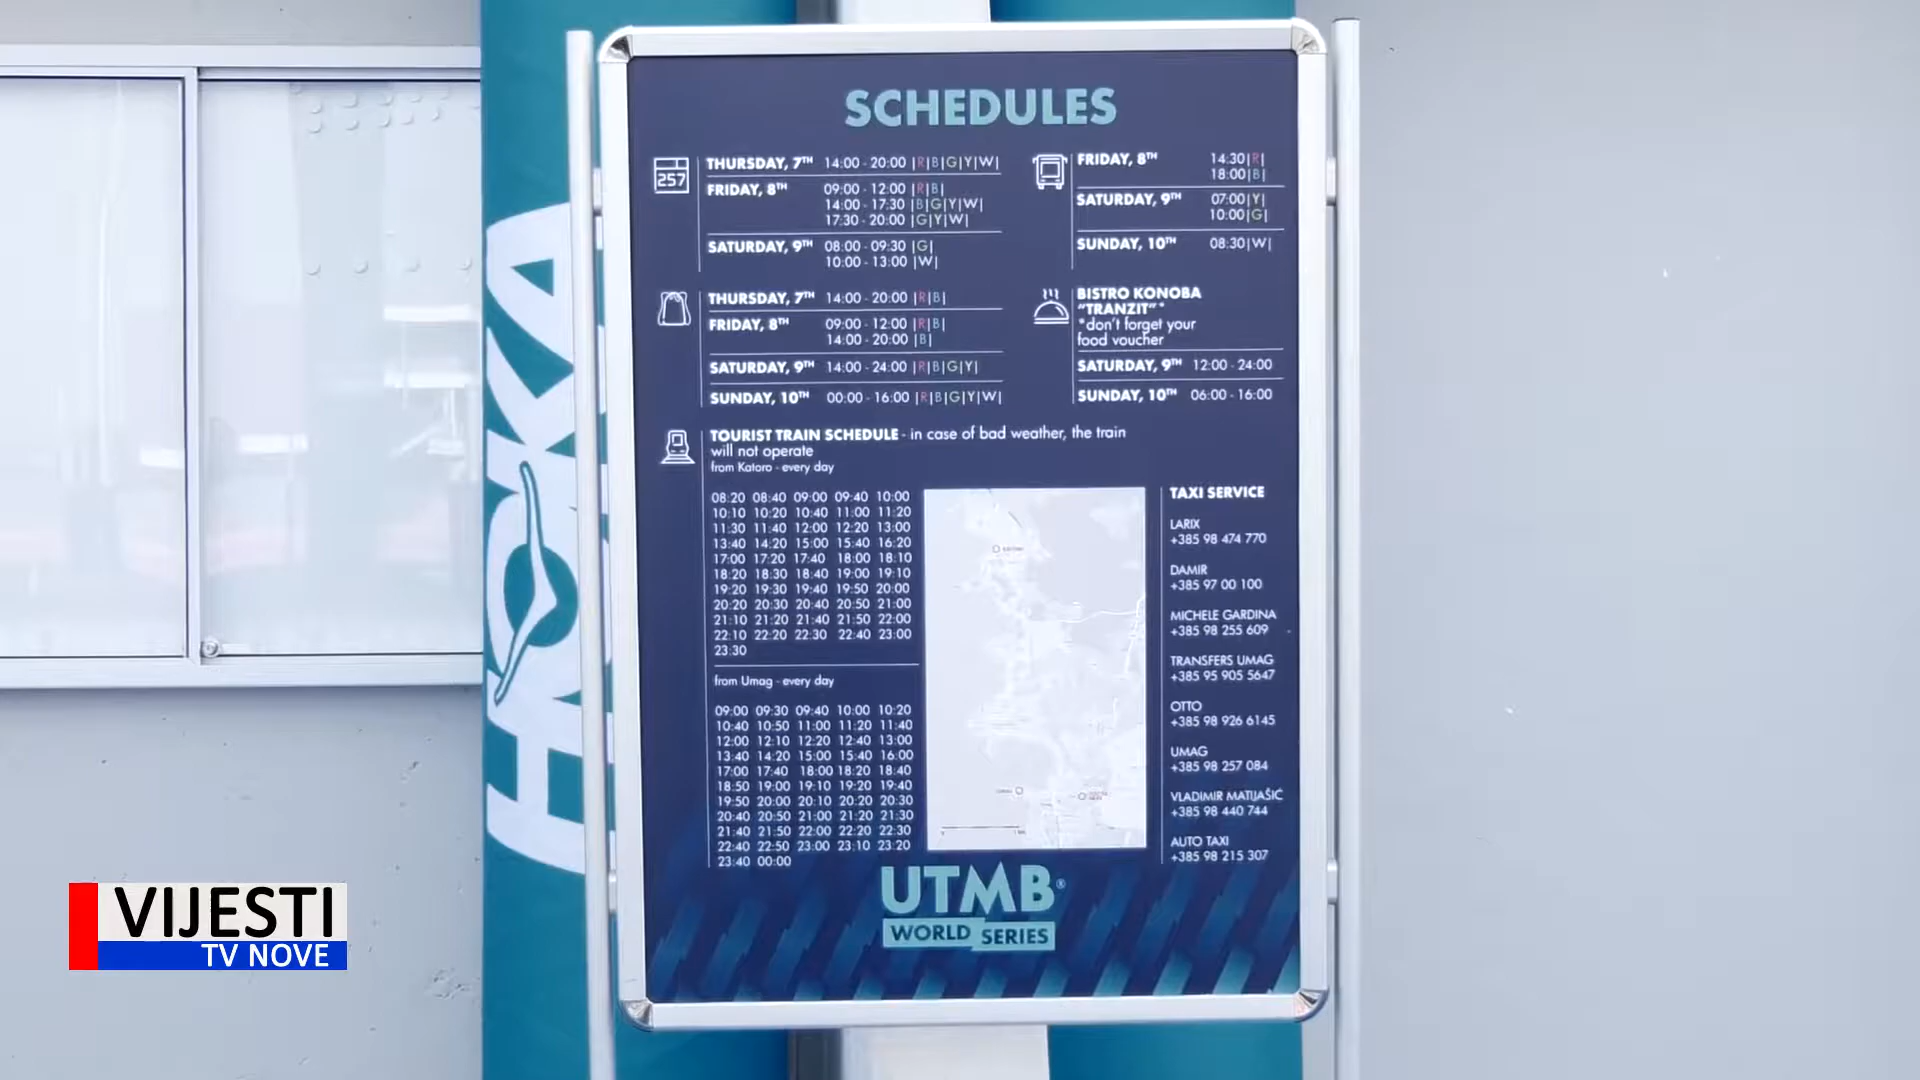 SCHEDULES
257
THURSDAY, 7TH 14:00 - 20:00 |R|B|G|Y|W|
FRIDAY, 8TH 09:00 - 12:00 |R|B|
14:00 - 17:30 |B|G|Y|W|
17:30 - 20:00 |G|Y|W|
SATURDAY, 9TH 08:00 - 09:30 |G|
10:00 - 13:00 |W|
FRIDAY, 8TH 14:30|R|
18:00|B|
SATURDAY, 9TH 07:00|Y|
10:00|G|
SUNDAY, 10TH 08:30|W|
THURSDAY, 7TH 14:00 - 20:00 |R|B|
FRIDAY, 8TH 09:00 - 12:00 |R|B|
14:00 - 20:00 |B|
SATURDAY, 9TH 14:00 - 24:00 |R|B|G|Y|
SUNDAY, 10TH 00:00 - 16:00 |R|B|G|Y|W|
BISTRO KONOBA
"TRANZIT"*
*don't forget your
food voucher
SATURDAY, 9TH 12:00 - 24:00
SUNDAY, 10TH 06:00 - 16:00
TOURIST TRAIN SCHEDULE - in case of bad weather, the train
will not operate
from Katoro - every day
08:20 08:40 09:00 09:40 10:00
10:10 10:20 10:40 11:00 11:20
11:30 11:40 12:00 12:20 13:00
13:40 14:20 15:00 15:40 16:20
17:00 17:20 17:40 18:00 18:10
18:20 18:30 18:40 19:00 19:10
19:20 19:30 19:40 19:50 20:00
20:20 20:30 20:40 20:50 21:00
21:10 21:20 21:40 21:50 22:00
22:10 22:20 22:30 22:40 23:00
23:30
from Umag - every day
09:00 09:30 09:40 10:00 10:20
10:40 10:50 11:00 11:20 11:40
12:00 12:10 12:20 12:40 13:00
13:40 14:20 15:00 15:40 16:00
17:00 17:40 18:00 18:20 18:40
18:50 19:00 19:10 19:20 19:40
19:50 20:00 20:10 20:20 20:30
20:40 20:50 21:00 21:20 21:30
21:40 21:50 22:00 22:20 22:30
22:40 22:50 23:00 23:10 23:20
23:40 00:00
TAXI SERVICE
LARIX
+385 98 474 770
DAMIR
+385 97 00 100
MICHELE GARDINA
+385 98 255 609
TRANSFERS UMAG
+385 95 905 5647
OTTO
+385 98 926 6145
UMAG
+385 98 257 084
VLADIMIR MATIJAŠIĆ
+385 98 440 744
AUTO TAXI
+385 98 215 307
UTMB®
WORLD SERIES
HOKA
VIJESTI
TV NOVE